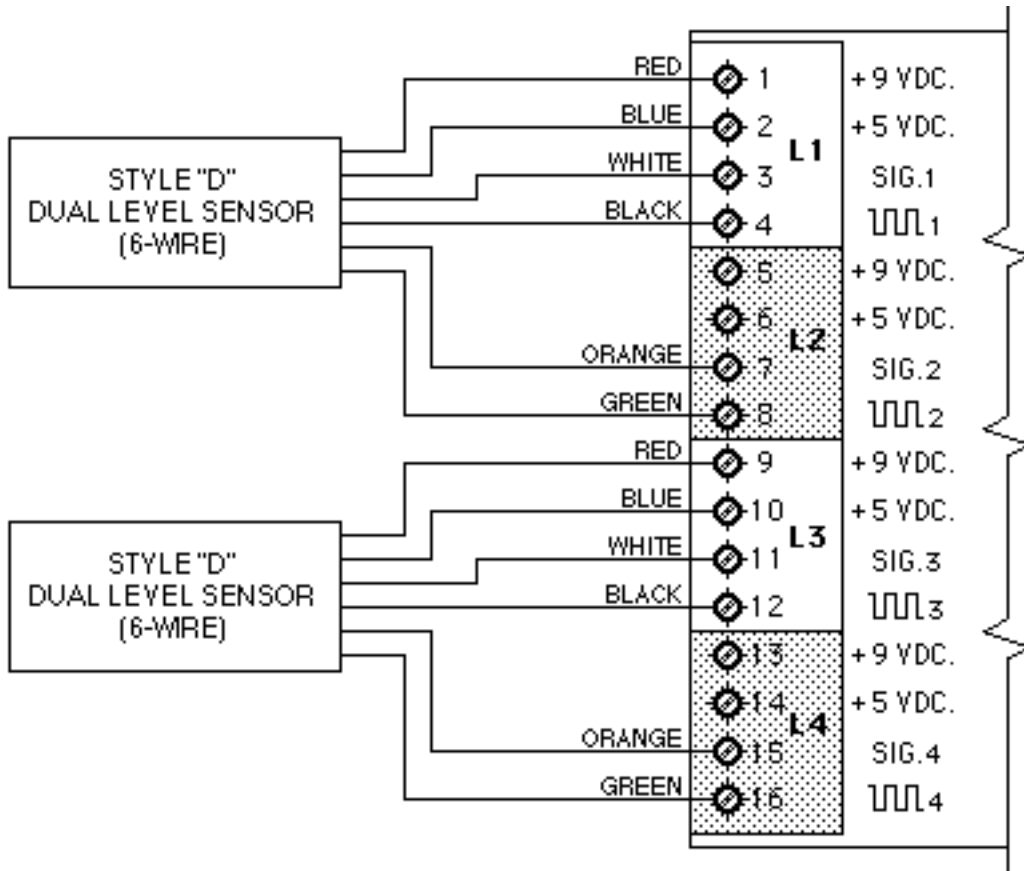 RED 1 +9 VDC.
BLUE 2 +5 VDC.
L1
WHITE 3 SIG.1
BLACK 4 1
STYLE "D"
DUAL LEVEL SENSOR
(6-WIRE)
5 +9 VDC.
6 +5 VDC.
L2
ORANGE 7 SIG.2
GREEN 8 2
RED 9 +9 VDC.
BLUE 10 +5 VDC.
L3
WHITE 11 SIG.3
BLACK 12 3
STYLE "D"
DUAL LEVEL SENSOR
(6-WIRE)
13 +9 VDC.
14 +5 VDC.
L4
ORANGE 15 SIG.4
GREEN 16 4